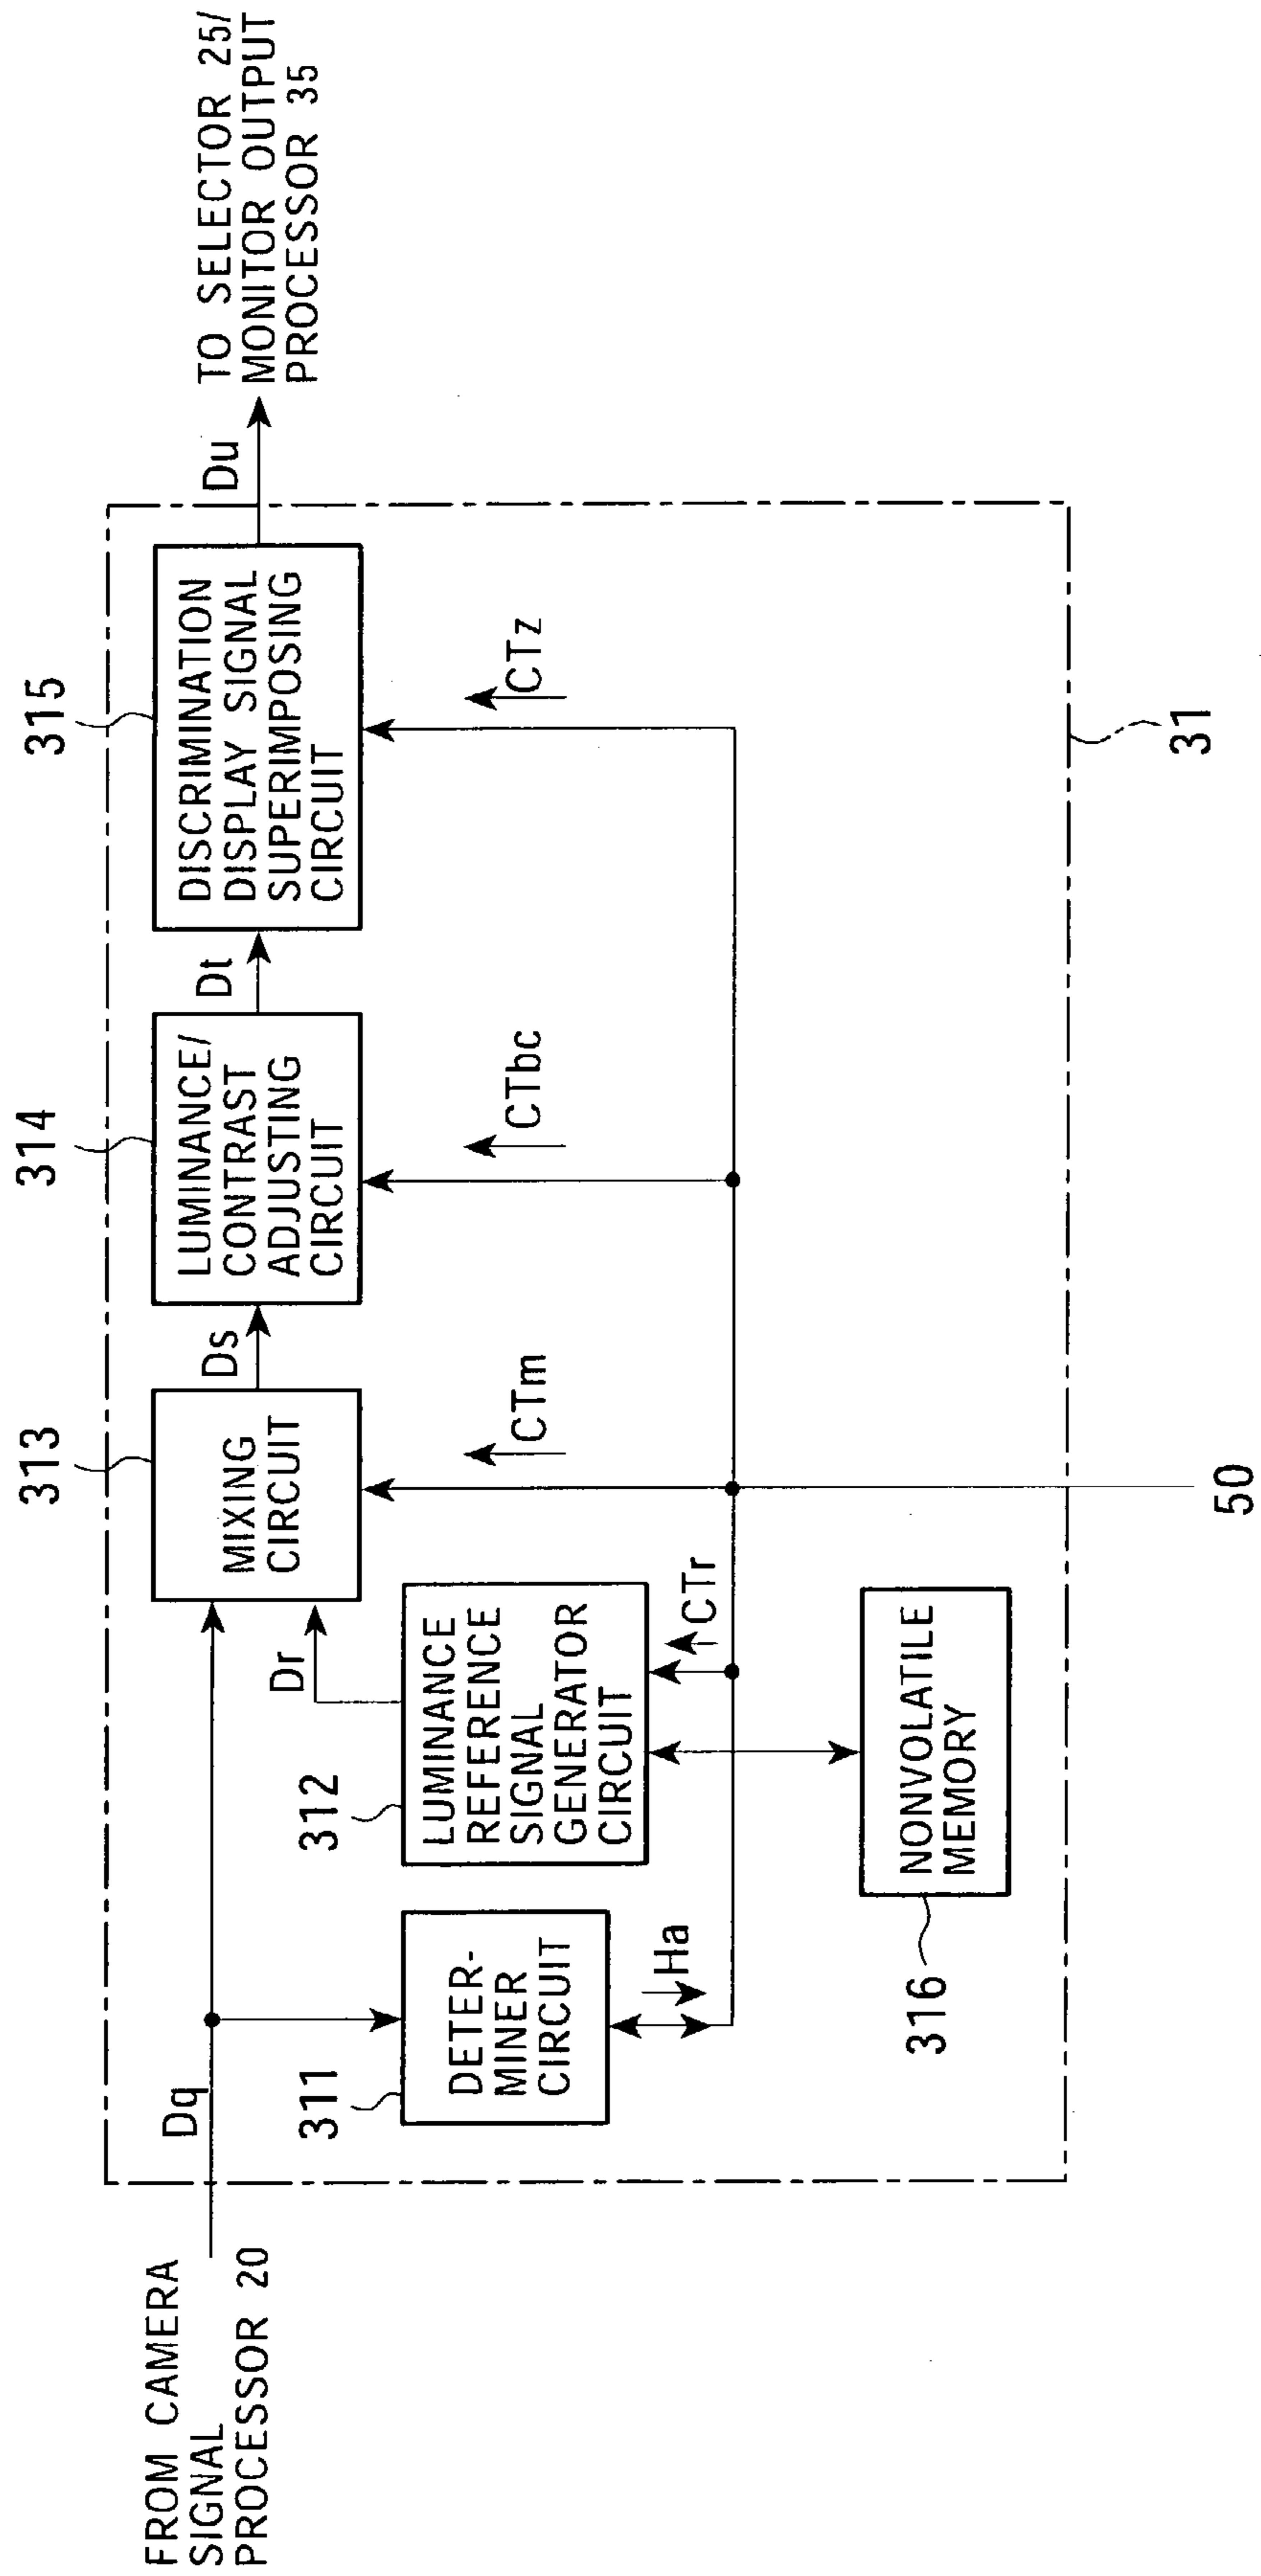 FROM CAMERA
SIGNAL
PROCESSOR 20
Dq
311
DETER-
MINER
CIRCUIT
Ha
312
LUMINANCE
REFERENCE
SIGNAL
GENERATOR
CIRCUIT
Dr
CTr
316
NONVOLATILE
MEMORY
313
MIXING
CIRCUIT
CTm
50
Ds
314
LUMINANCE/
CONTRAST
ADJUSTING
CIRCUIT
CTbc
Dt
315
DISCRIMINATION
DISPLAY SIGNAL
SUPERIMPOSING
CIRCUIT
CTz
31
Du
TO SELECTOR 25/
MONITOR OUTPUT
PROCESSOR 35